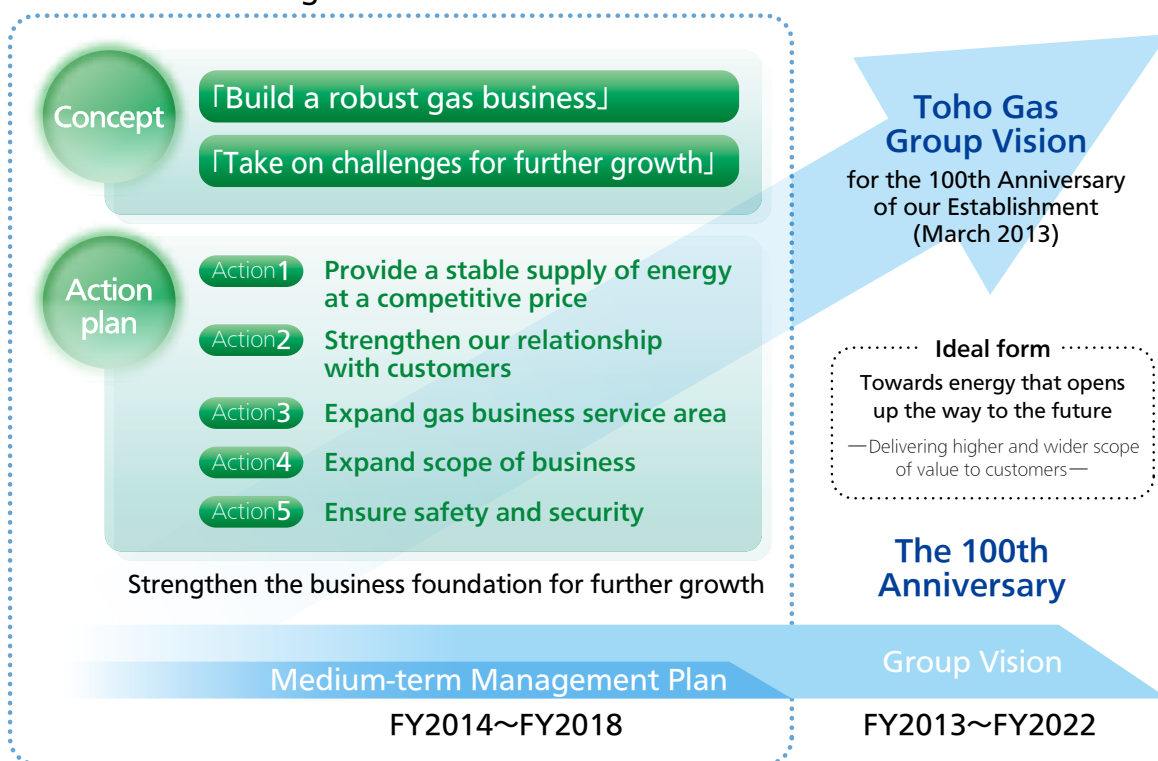 Concept
「Build a robust gas business」
「Take on challenges for further growth」
Action
plan
Action1 Provide a stable supply of energy
at a competitive price
Action2 Strengthen our relationship
with customers
Action3 Expand gas business service area
Action4 Expand scope of business
Action5 Ensure safety and security
Strengthen the business foundation for further growth
Medium-term Management Plan
FY2014～FY2018
Toho Gas
Group Vision
for the 100th Anniversary
of our Establishment
(March 2013)
Ideal form
Towards energy that opens
up the way to the future
—Delivering higher and wider scope
of value to customers—
The 100th
Anniversary
Group Vision
FY2013～FY2022